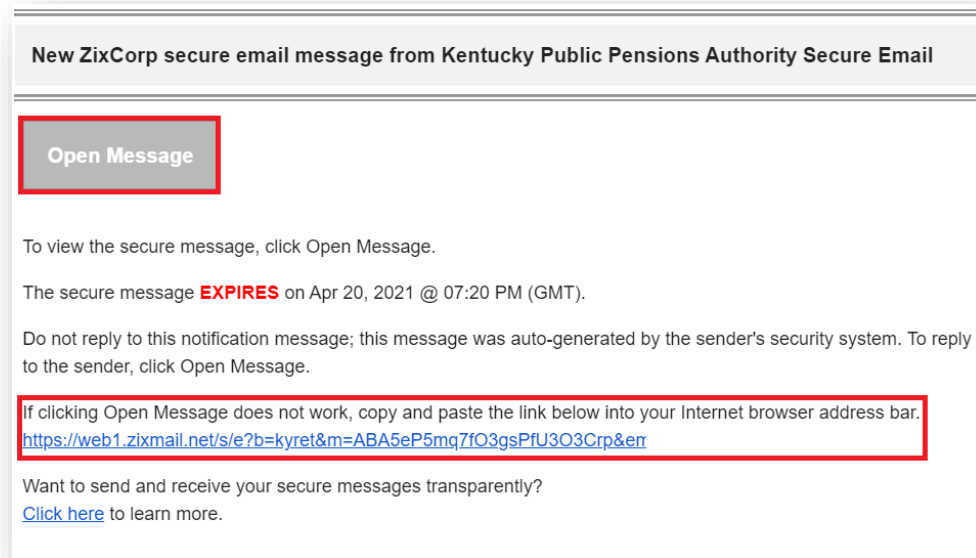 New ZixCorp secure email message from Kentucky Public Pensions Authority Secure Email
Open Message
To view the secure message, click Open Message.
The secure message EXPIRES on Apr 20, 2021 @ 07:20 PM (GMT).
Do not reply to this notification message; this message was auto-generated by the sender's security system. To reply
to the sender, click Open Message.
If clicking Open Message does not work, copy and paste the link below into your Internet browser address bar.
https://web1.zixmail.net/s/e?b=kyret&m=ABA5eP5mq7fO3gsPfU3O3Crp&em
Want to send and receive your secure messages transparently?
Click here to learn more.